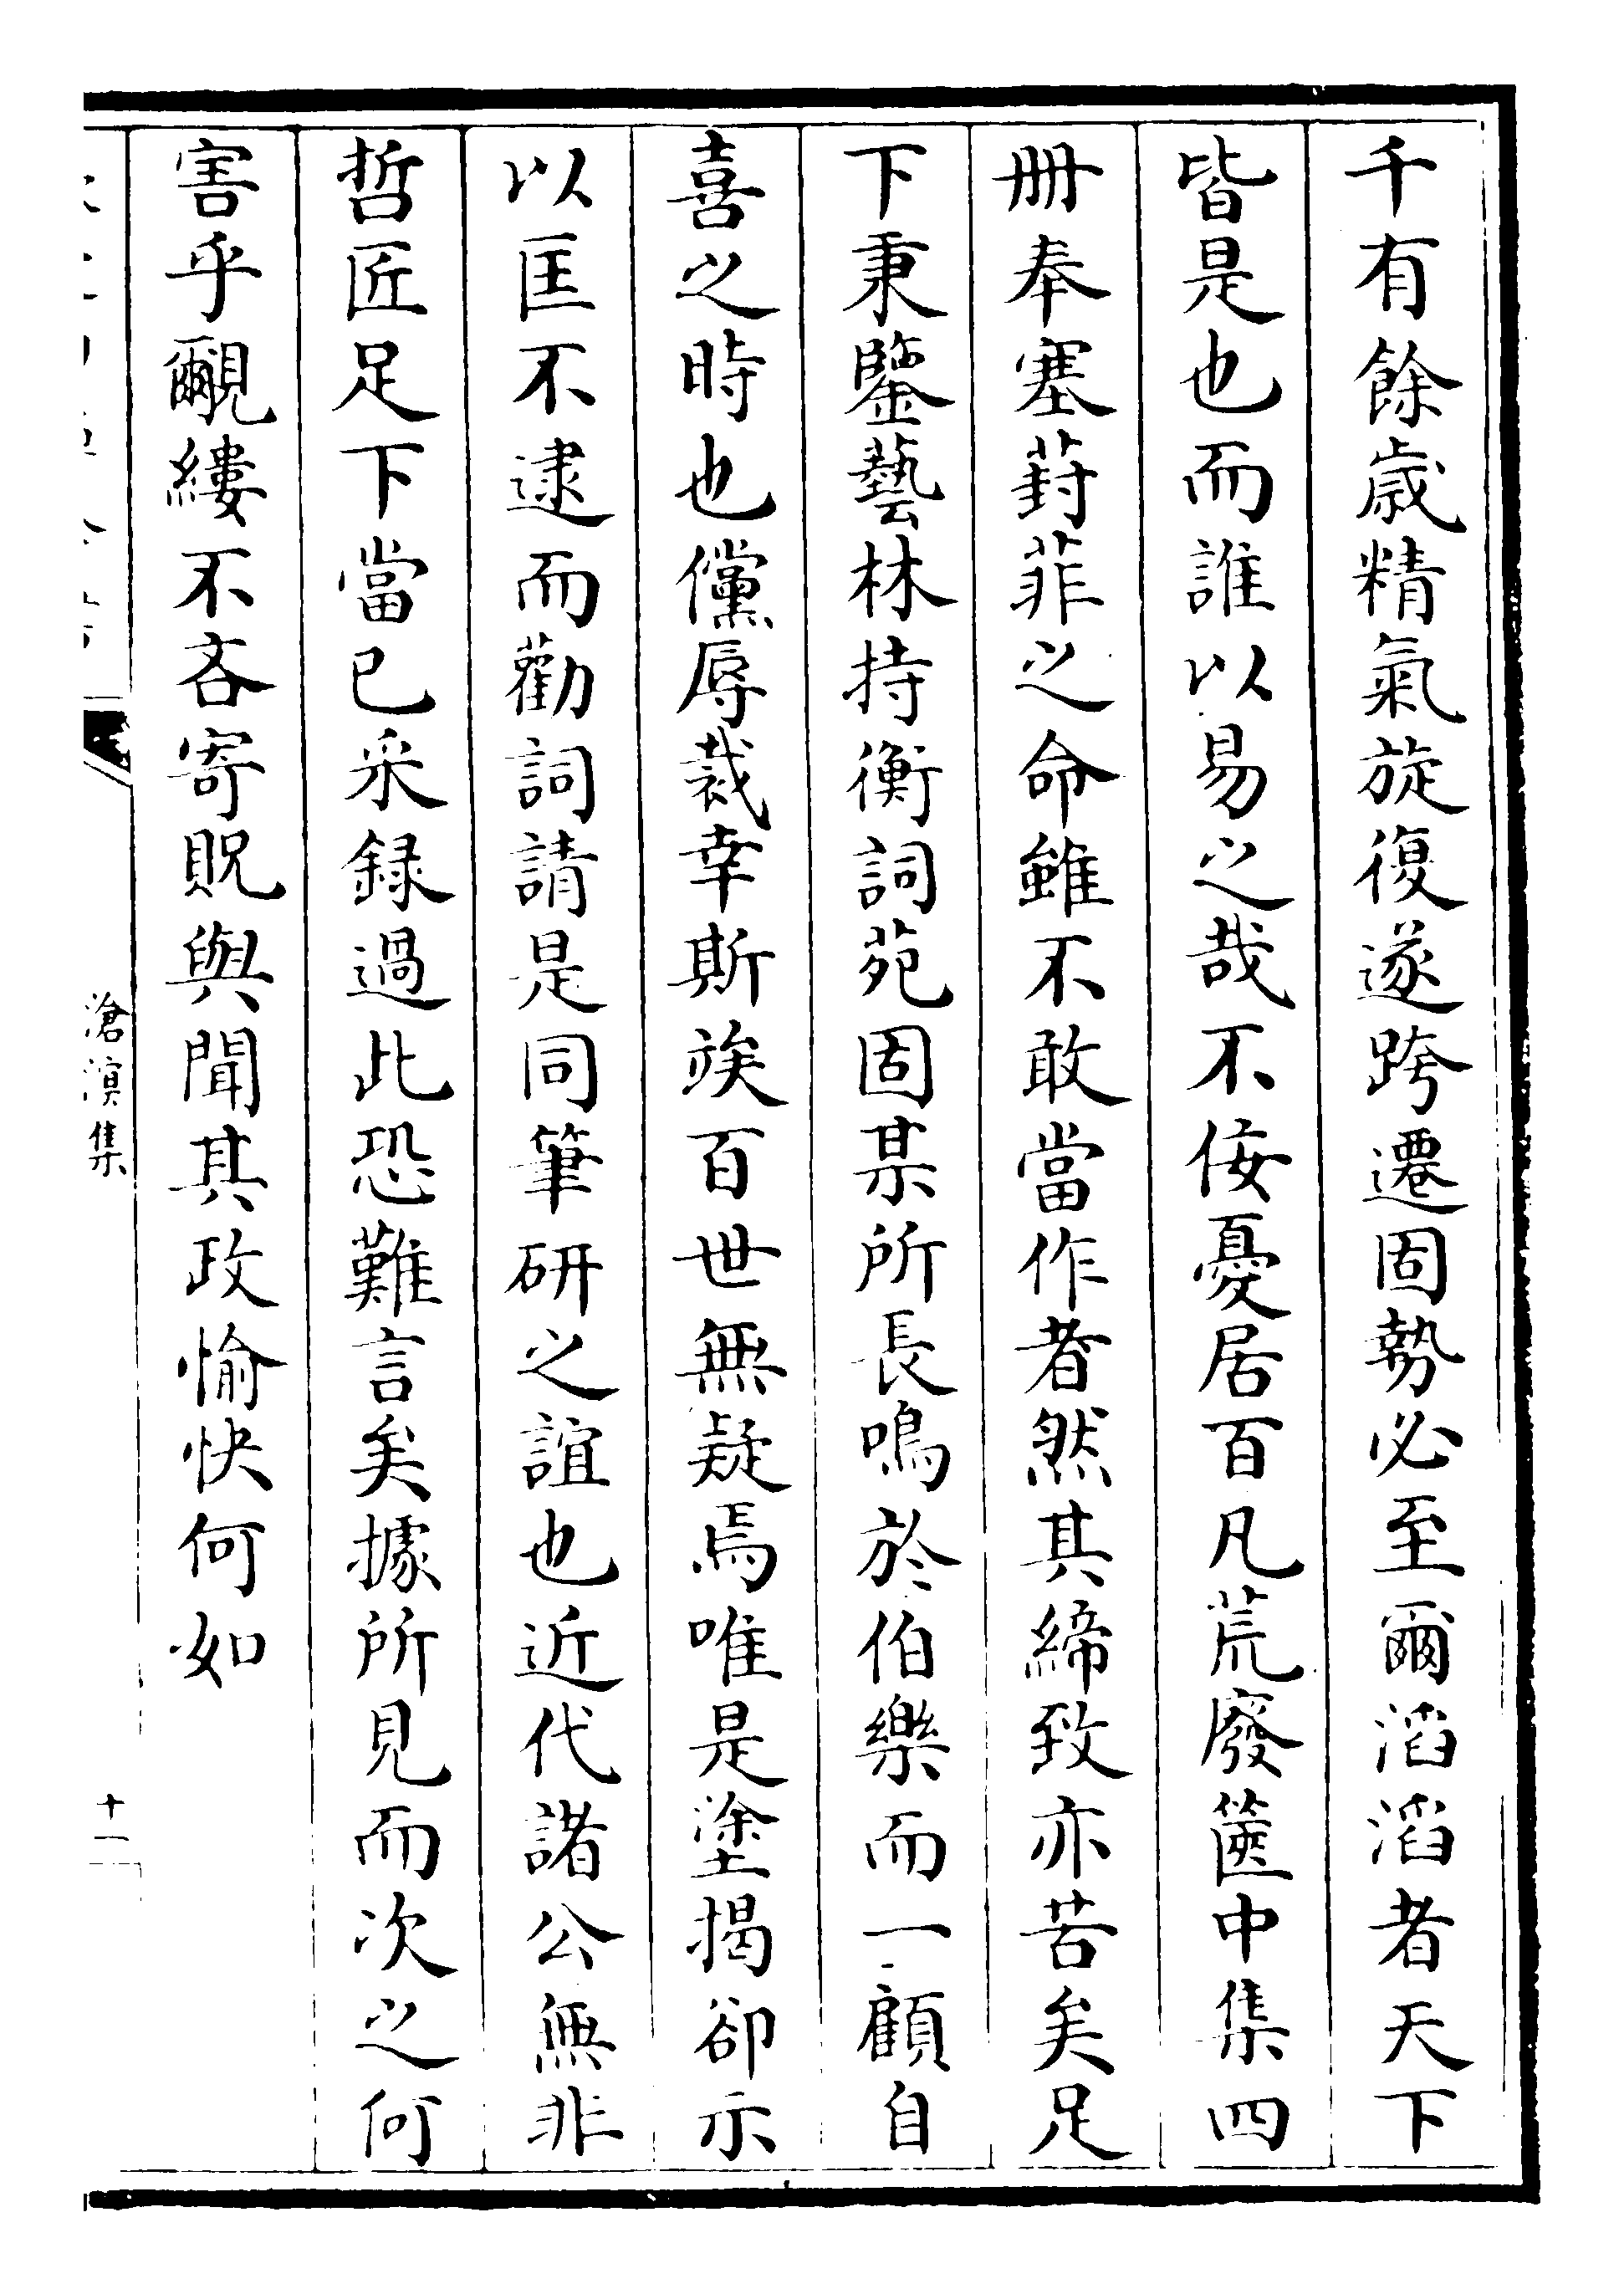 千有餘歳精氣旋復遂跨遷固勢必至爾滔滔者天下
皆是也而誰以易之哉不佞憂居百凡荒廢篋中集四
册奉塞葑菲之命雖不敢當作者然其締致亦苦矣足
下秉鑒藝林持衡詞苑固某所長鳴於伯樂而一顧自
喜之時也儻辱裁幸斯竢百世無疑焉唯是塗揭卻示
以匡不逮而勸詞請是同筆研之誼也近代諸公無非
哲匠足下當已采録過此恐難言矣據所見而次之何
害乎覼縷不吝寄貺與聞其政愉快何如
滄溟集
十一